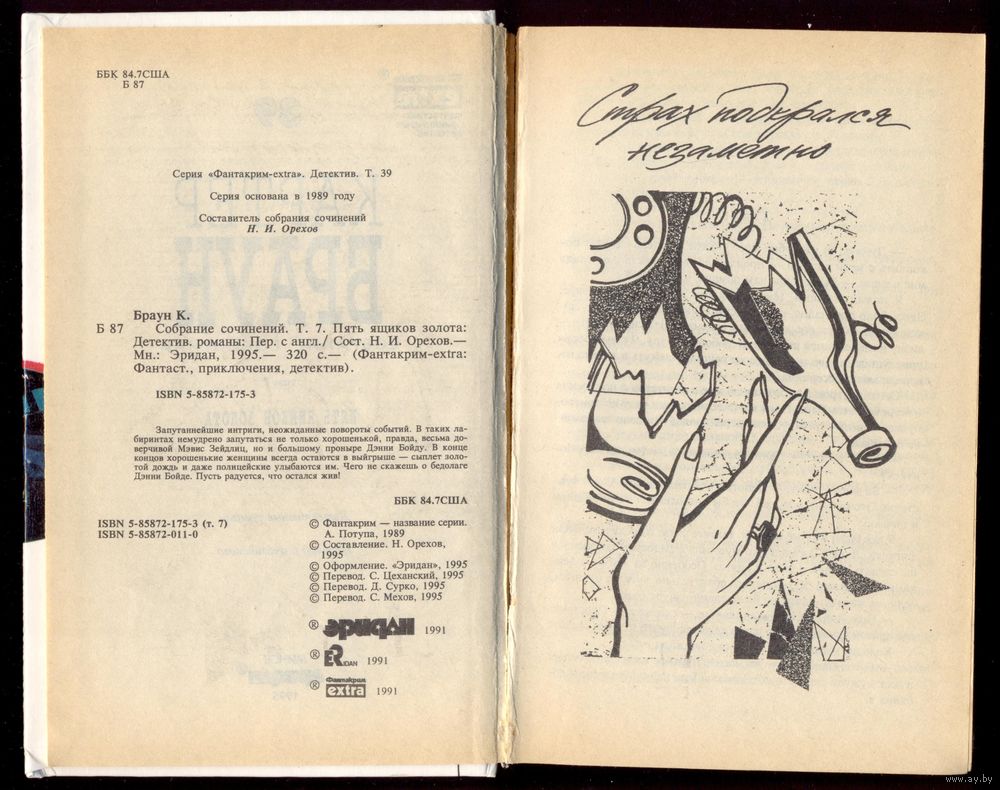 ББК 84.7США
Б 87
Серия «Фантакрим-extra». Детектив. Т. 39
Серия основана в 1989 году
Составитель собрания сочинений
Н. И. Орехов
Браун К.
Б 87 Собрание сочинений. Т. 7. Пять ящиков золота:
Детектив. романы: Пер. с англ./ Сост. Н. И. Орехов.—
Мн.: Эридан, 1995.— 320 с.— (Фантакрим-extra:
Фантаст., приключения, детектив).
ISBN 5-85872-175-3
Запутаннейшие интриги, неожиданные повороты событий. В таких ла-
биринтах немудрено запутаться не только хорошенькой, правда, весьма до-
верчивой Мэвис Зейдлиц, но и большому проныре Дэнни Бойду. В конце
концов хорошенькие женщины всегда остаются в выигрыше — сыплет золо-
той дождь и даже полицейские улыбаются им. Чего не скажешь о бедолаге
Дэнни Бойде. Пусть радуется, что остался жив!
ББК 84.7США
ISBN 5-85872-175-3 (т. 7)
ISBN 5-85872-011-0
© Фантакрим — название серии.
А. Потупа, 1989
© Составление. Н. Орехов,
1995
© Оформление. «Эридан», 1995
© Перевод. С. Цеханский, 1995
© Перевод. Д. Сурко, 1995
© Перевод. С. Мехов, 1995
® эридан 1991
® ERIDAN 1991
® Фантакрим extra 1991
Страх подкрался
незаметно
www.ay.by